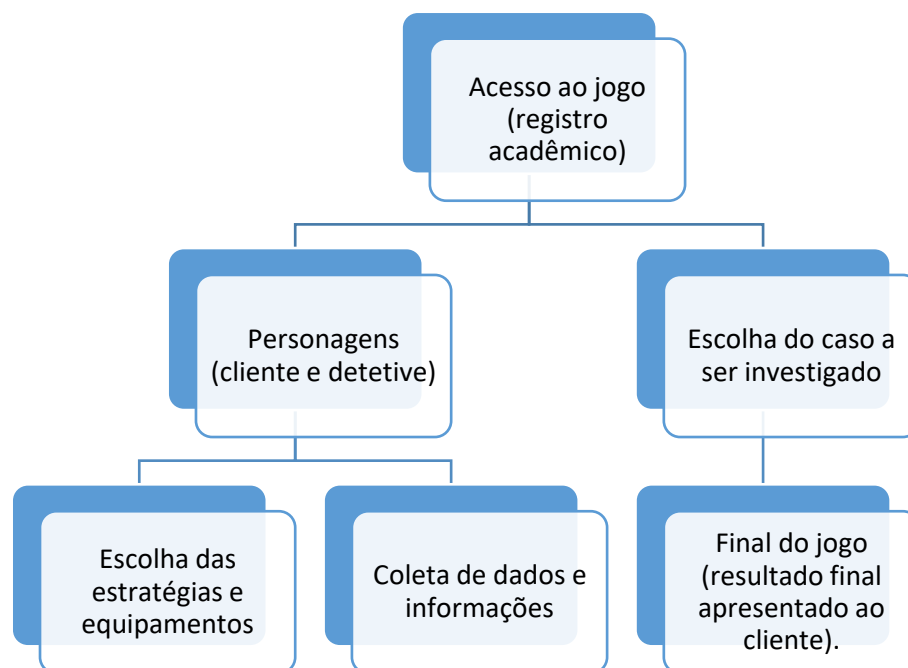 Acesso ao jogo
(registro
acadêmico)
Personagens
(cliente e detetive)
Escolha do caso a
ser investigado
Escolha das
estratégias e
equipamentos
Coleta de dados e
informações
Final do jogo
(resultado final
apresentado ao
cliente).